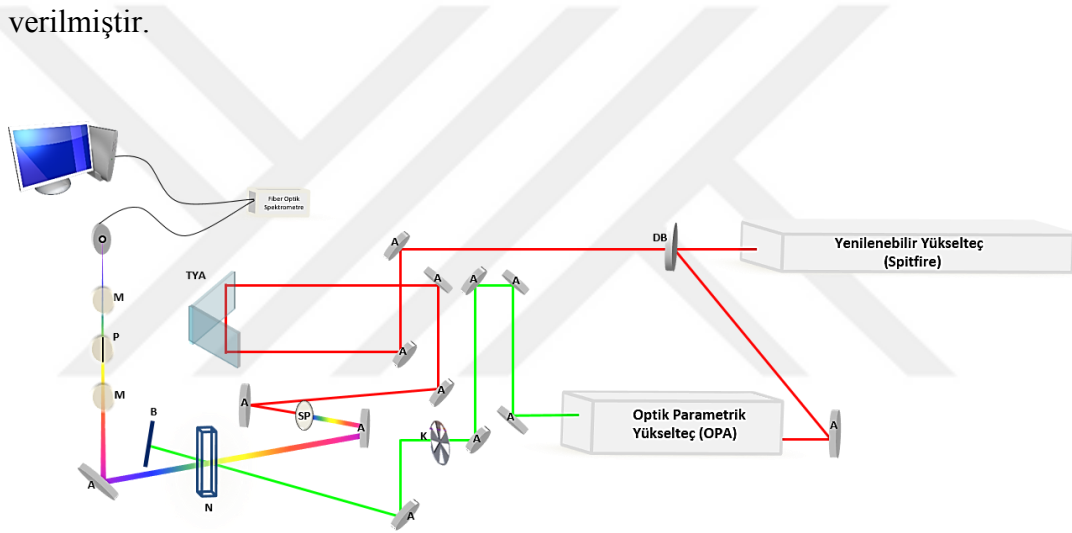 verilmiştir.
Fiber Optik
Spektrometre
O
M
P
M
B
A
N
TYA
A
A
A
A
A
SP
A
K
A
A
A
A
A
DB
Yenilenebilir Yükselteç
(Spitfire)
Optik Parametrik
Yükselteç (OPA)
A